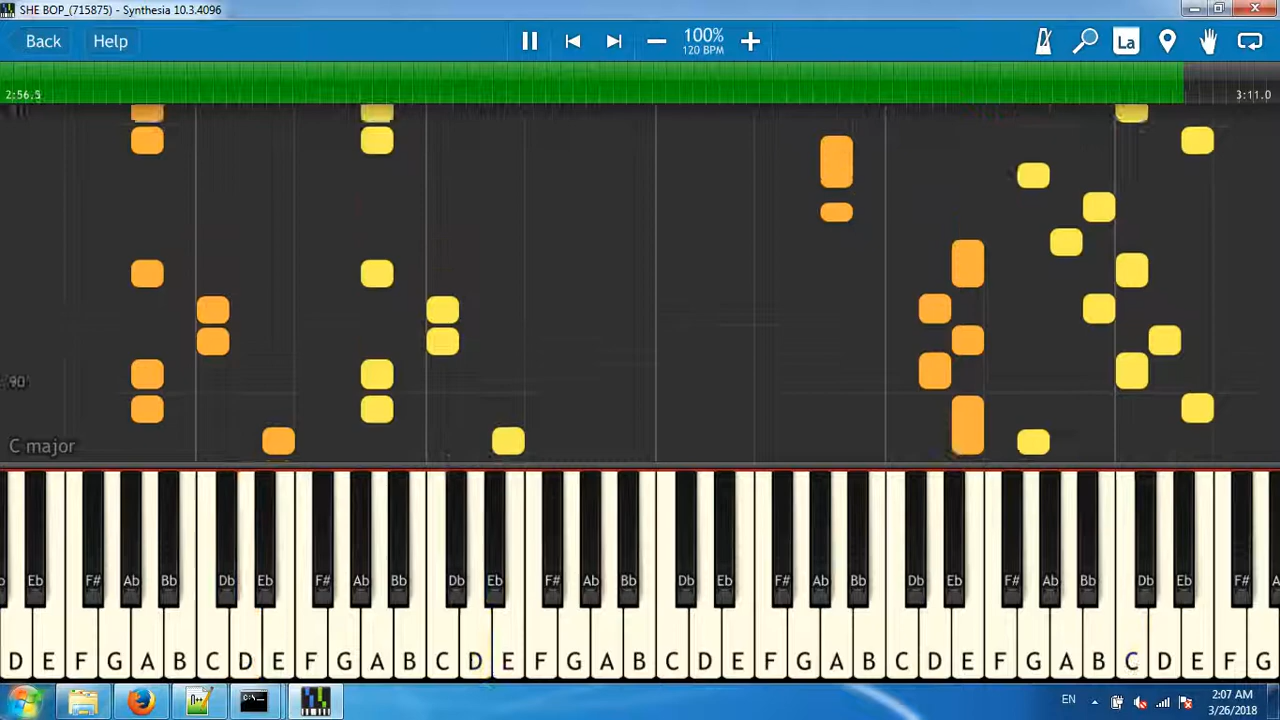 SHE BOP_(715875) - Synthesia 10.3.4096
Back Help 100% La
120 BPM
2:56.5 3:11.0
90
C major
Eb F# Ab Bb Db Eb F# Ab Bb Db Eb F# Ab Bb Db Eb F# Ab Bb Db Eb F# Ab Bb Db Eb F# A
D E F G A B C D E F G A B C D E F G A B C D E F G A B C D E F G A B C D E F G
EN 2:07 AM
3/26/2018